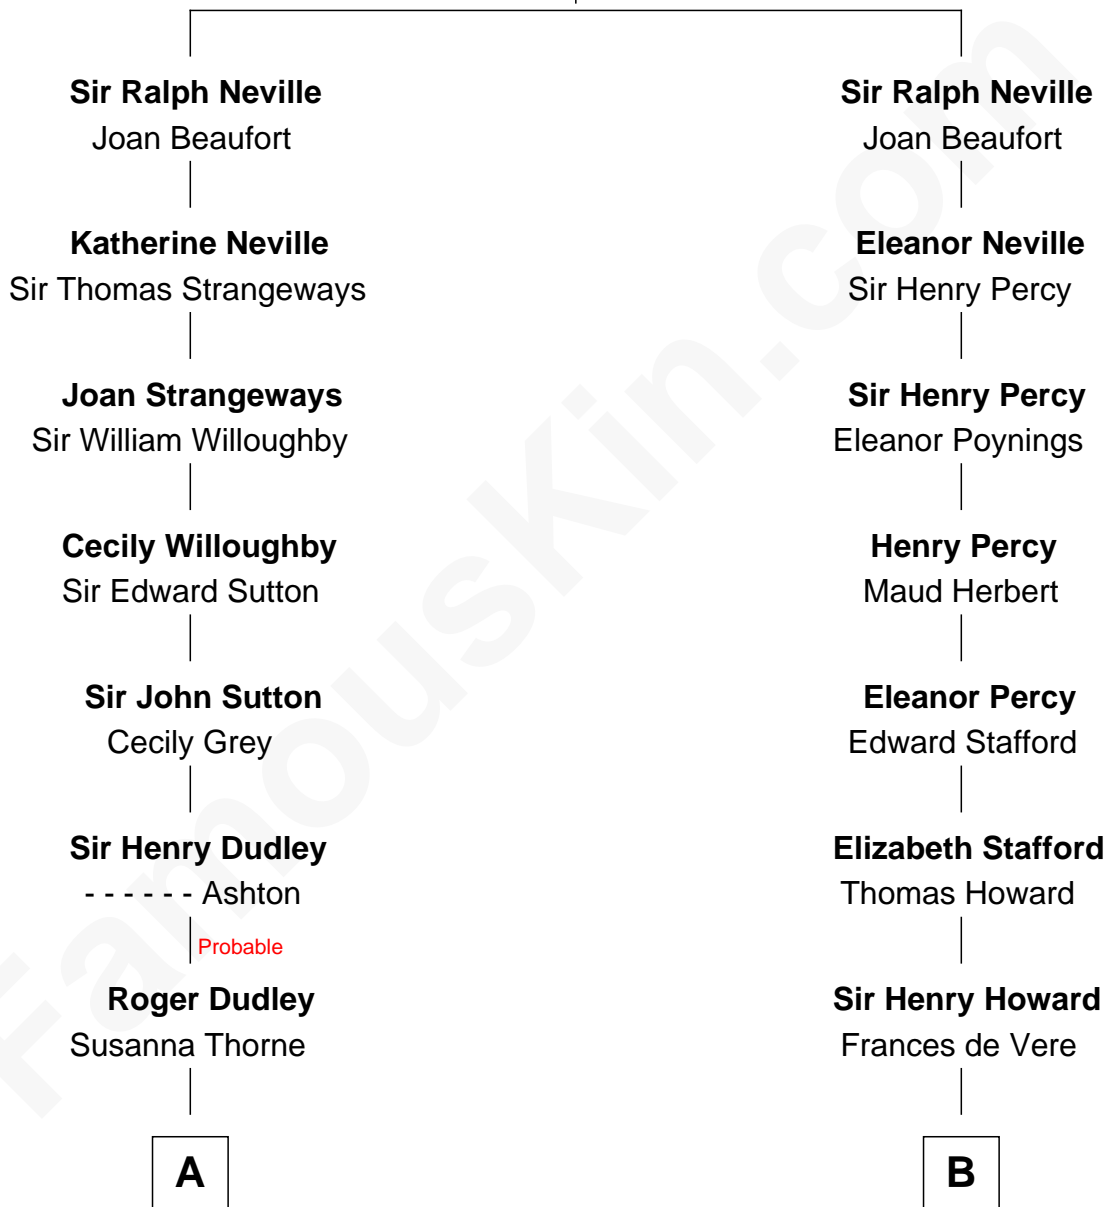 Sir Ralph Neville
Joan Beaufort
Katherine Neville
Sir Thomas Strangeways
Joan Strangeways
Sir William Willoughby
Cecily Willoughby
Sir Edward Sutton
Sir John Sutton
Cecily Grey
Sir Henry Dudley
- - - - - - Ashton
Probable
Roger Dudley
Susanna Thorne
A
Sir Ralph Neville
Joan Beaufort
Eleanor Neville
Sir Henry Percy
Sir Henry Percy
Eleanor Poynings
Henry Percy
Maud Herbert
Eleanor Percy
Edward Stafford
Elizabeth Stafford
Thomas Howard
Sir Henry Howard
Frances de Vere
B
FamousKin.com